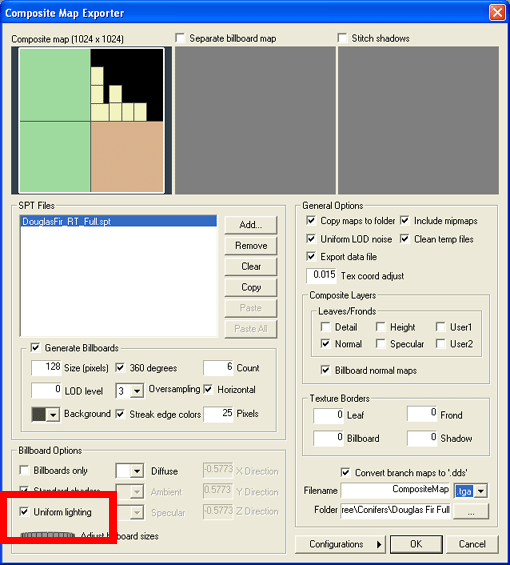 Composite Map Exporter
Composite map (1024 x 1024)
Separate billboard map
Stitch shadows
SPT Files
DouglasFir_RT_Full.spt
Add...
Remove
Clear
Copy
Paste
Paste All
Generate Billboards
128 Size (pixels)
360 degrees
6 Count
0 LOD level
3 Oversampling
Horizontal
Background
Streak edge colors
25 Pixels
Billboard Options
Billboards only
Diffuse
-0.5773 X Direction
Standard shaders
Ambient
-0.5773 Y Direction
Uniform lighting
Specular
-0.5773 Z Direction
Adjust billboard sizes
General Options
Copy maps to folder
Include mipmaps
Uniform LOD noise
Clean temp files
Export data file
0.015 Tex coord adjust
Composite Layers
Leaves/Fronds
Detail
Height
User1
Normal
Specular
User2
Billboard normal maps
Texture Borders
0 Leaf
0 Frond
0 Billboard
0 Shadow
Convert branch maps to '.dds'
Filename CompositeMap .tga
Folder ree\Conifers\Douglas Fir Full ...
Configurations
OK
Cancel